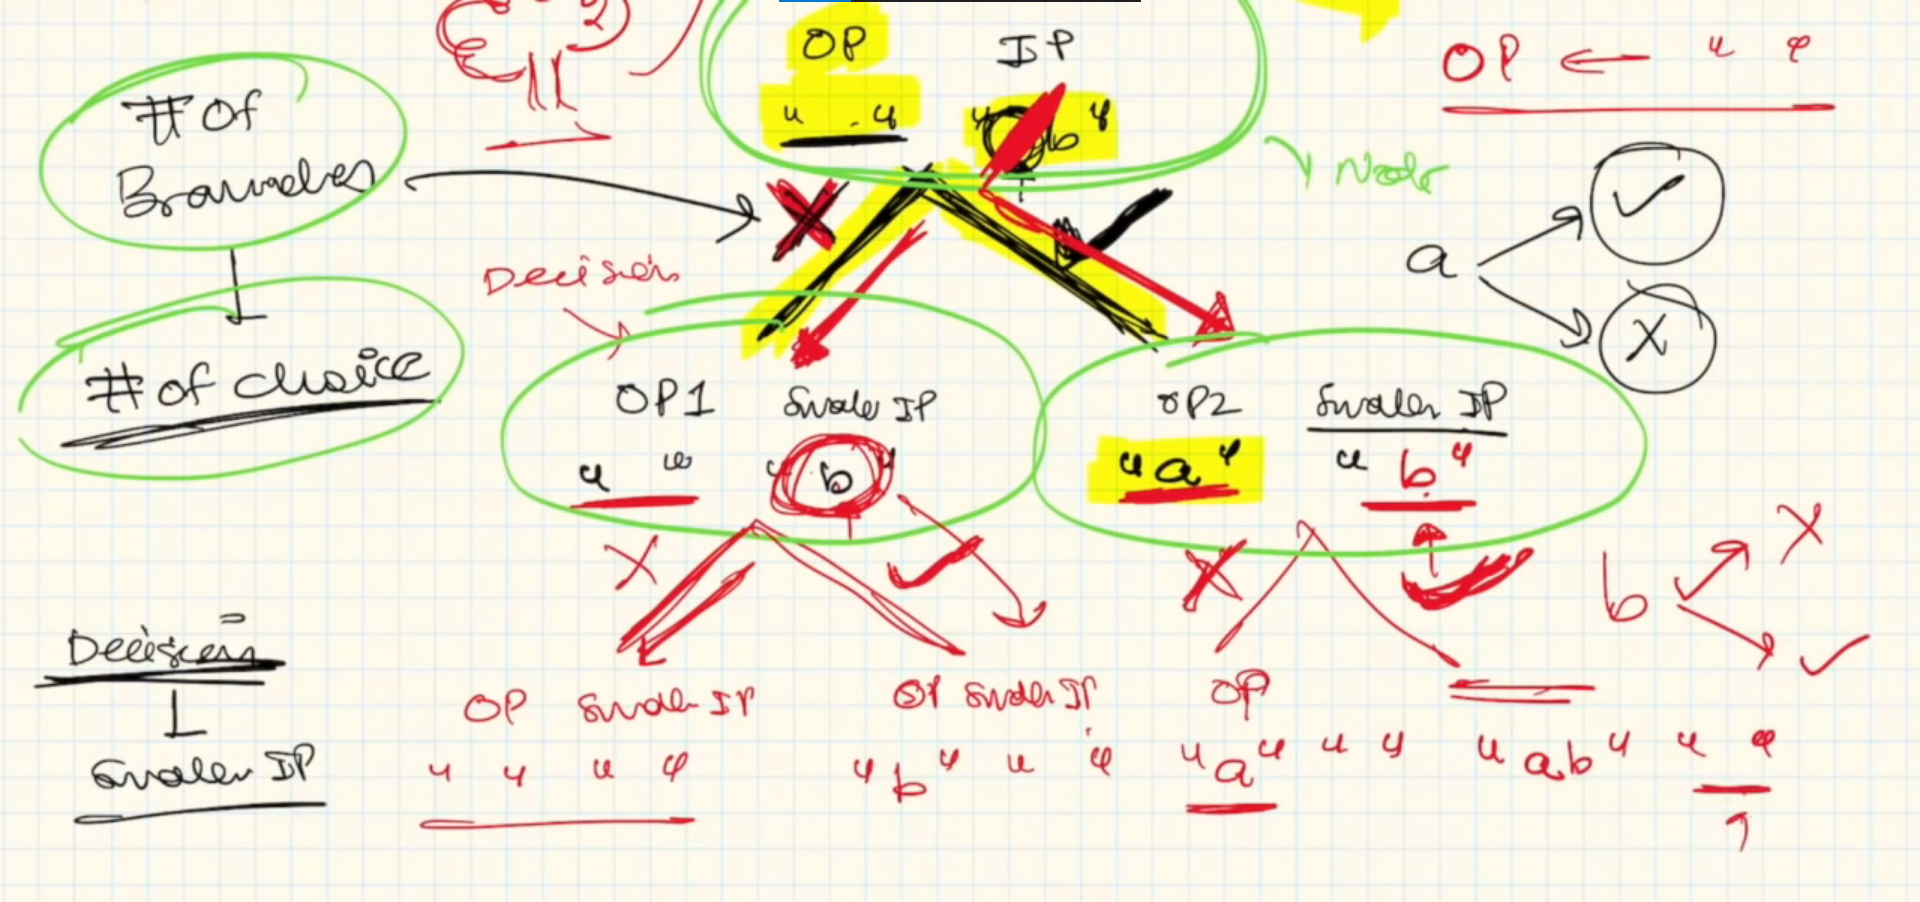 OP IP
" " "ab"
OP ← " "
# Of
Branches
Node
a
Decision
# of choice
OP1 Smaller IP
" " "b"
OP2 Smaller IP
"a" "b"
b
Decision
Smaller IP
OP Smaller IP
" " " "
OP Smaller IP
"b" " "
OP
"a" " "
"ab" " "